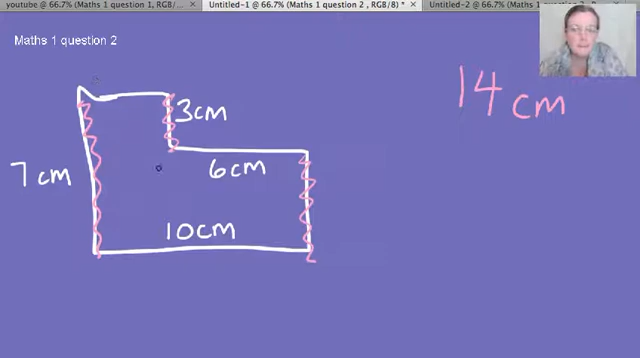 youtube @ 66.7% (Maths 1 question 1, RGB/...
Untitled-1 @ 66.7% (Maths 1 question 2 , RGB/8) *
Untitled-2 @ 66.7% (Maths 1 question
Maths 1 question 2
14 cm
3cm
7 cm
6cm
10cm